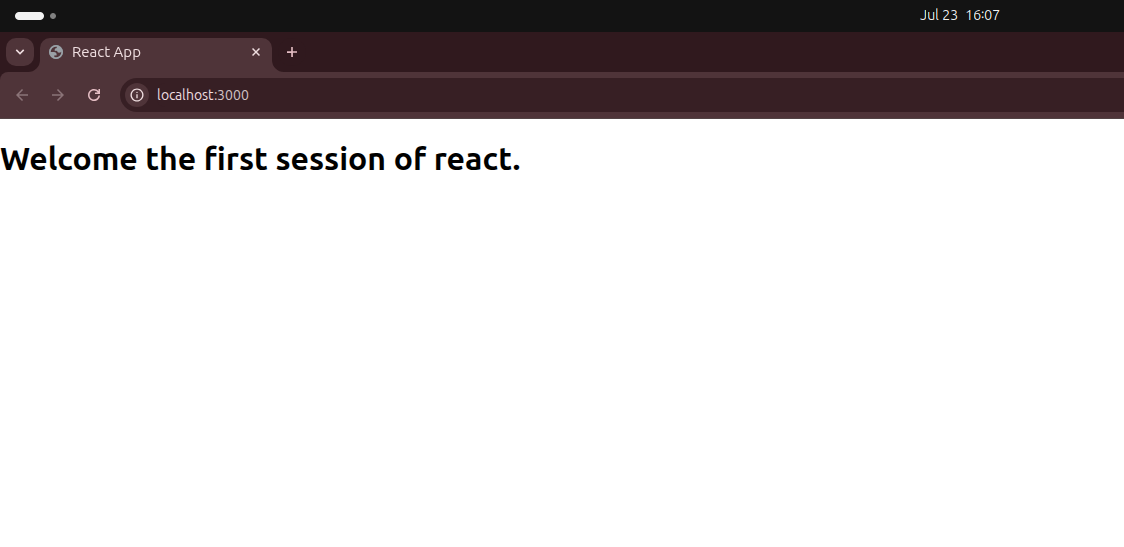 Jul 23 16:07
React App
localhost:3000
Welcome the first session of react.